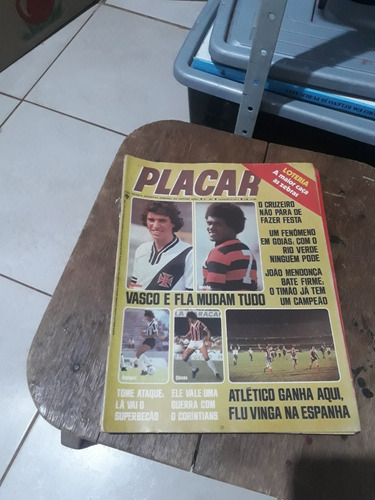 PLACAR
LOTERIA
A maior caça
às zebras
O CRUZEIRO
NÃO PÁRA DE
FAZER FESTA
UM FENÔMENO
EM GOIÁS: COM O
RIO VERDE
NINGUÉM PODE
JOÃO MENDONÇA
BATE FIRME:
O TIMÃO JÁ TEM
UM CAMPEÃO
7
VASCO E FLA MUDAM TUDO
TOME ATAQUE:
LÁ VAI O
SUPERBECÃO
ELE VALE UMA
GUERRA COM
O CORINTIANS
ATLÉTICO GANHA AQUI,
FLU VINGA NA ESPANHA